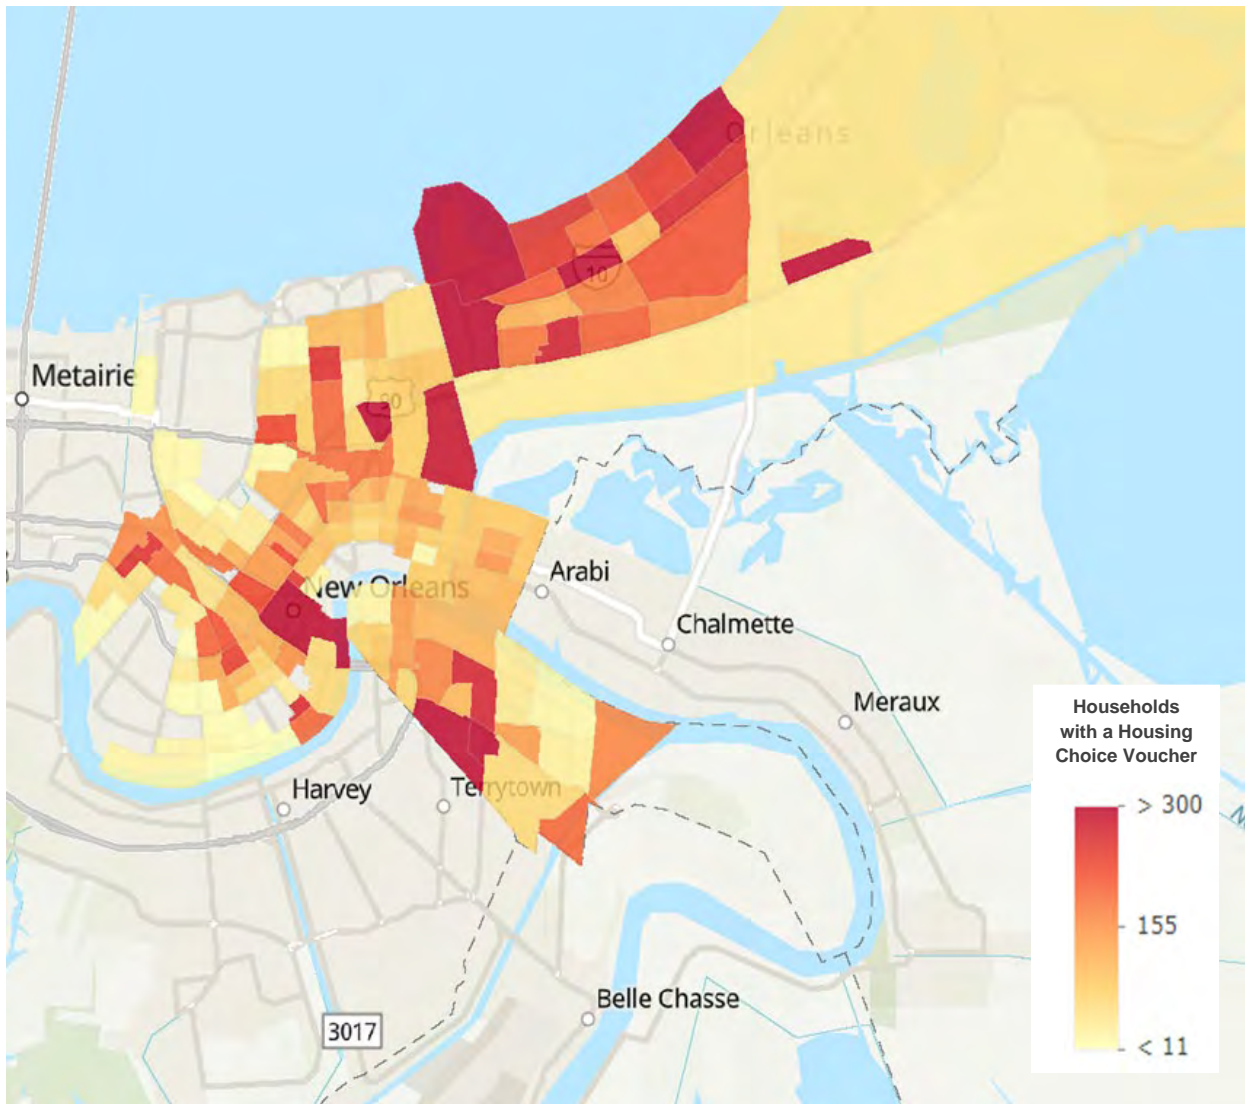 Orleans
10
Metairie
90
New Orleans
Arabi
Chalmette
Meraux
Harvey
Terrytown
Belle Chasse
3017
Households
with a Housing
Choice Voucher
> 300
155
< 11